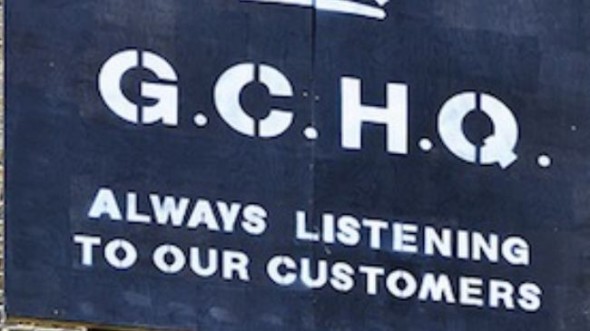 G.C.H.Q.
ALWAYS LISTENING
TO OUR CUSTOMERS